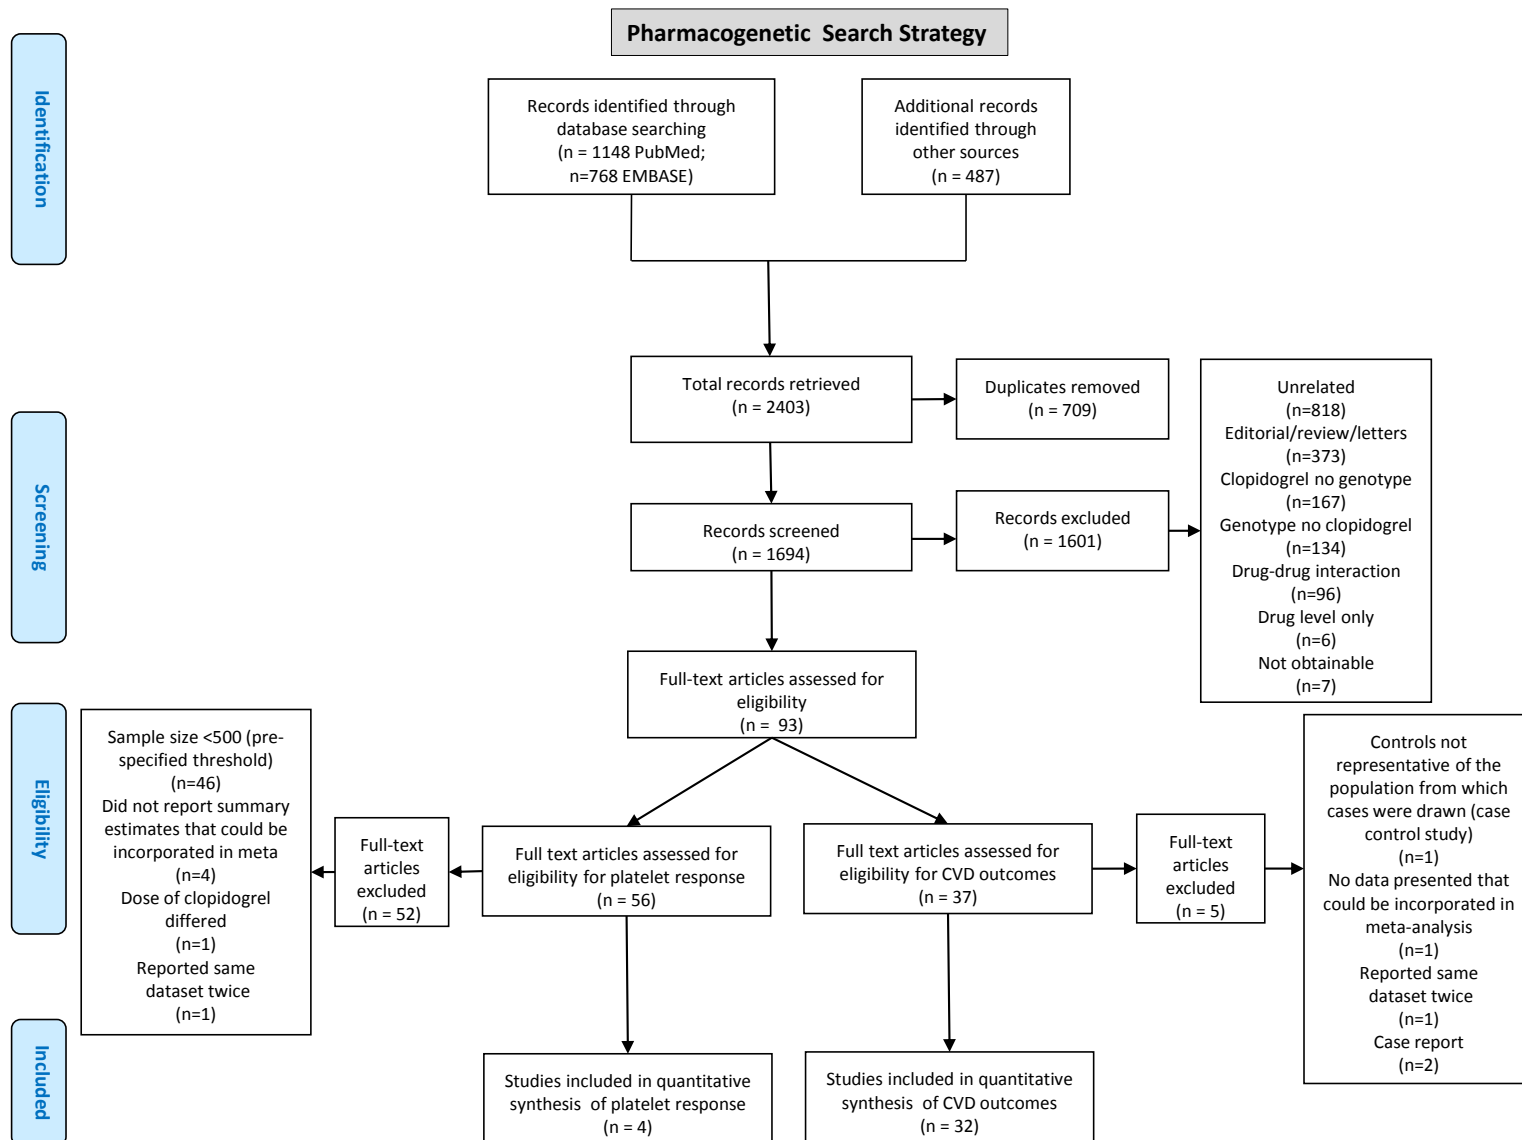 Pharmacogenetic Search Strategy
Identification
Records identified through
database searching
(n = 1148 PubMed;
n=768 EMBASE)
Additional records
identified through
other sources
(n = 487)
Screening
Total records retrieved
(n = 2403)
Duplicates removed
(n = 709)
Records screened
(n = 1694)
Records excluded
(n = 1601)
Unrelated
(n=818)
Editorial/review/letters
(n=373)
Clopidogrel no genotype
(n=167)
Genotype no clopidogrel
(n=134)
Drug-drug interaction
(n=96)
Drug level only
(n=6)
Not obtainable
(n=7)
Eligibility
Full-text articles assessed for
eligibility
(n = 93)
Sample size <500 (pre-
specified threshold)
(n=46)
Did not report summary
estimates that could be
incorporated in meta
(n=4)
Dose of clopidogrel
differed
(n=1)
Reported same
dataset twice
(n=1)
Full-text
articles
excluded
(n = 52)
Full text articles assessed for
eligibility for platelet response
(n = 56)
Full text articles assessed for
eligibility for CVD outcomes
(n = 37)
Full-text
articles
excluded
(n = 5)
Controls not
representative of the
population from which
cases were drawn (case
control study)
(n=1)
No data presented that
could be incorporated in
meta-analysis
(n=1)
Reported same
dataset twice
(n=1)
Case report
(n=2)
Included
Studies included in quantitative
synthesis of platelet response
(n = 4)
Studies included in quantitative
synthesis of CVD outcomes
(n = 32)